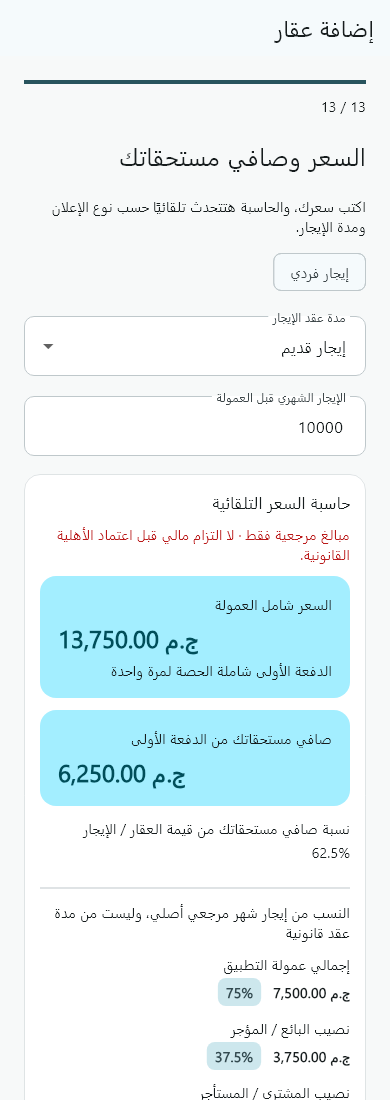 إضافة عقار
13 / 13
السعر وصافي مستحقاتك
اكتب سعرك، والحاسبة هتتحدث تلقائيًا حسب نوع الإعلان
ومدة الإيجار.
إيجار فردي
مدة عقد الإيجار
إيجار قديم
الإيجار الشهري قبل العمولة
10000
حاسبة السعر التلقائية
مبالغ مرجعية فقط · لا التزام مالي قبل اعتماد الأهلية
القانونية.
السعر شامل العمولة
13,750.00 ج.م
الدفعة الأولى شاملة الحصة لمرة واحدة
صافي مستحقاتك من الدفعة الأولى
6,250.00 ج.م
نسبة صافي مستحقاتك من قيمة العقار / الإيجار
62.5%
النسب من إيجار شهر مرجعي أصلي، وليست من مدة
عقد قانونية
إجمالي عمولة التطبيق
7,500.00 ج.م 75%
نصيب البائع / المؤجر
3,750.00 ج.م 37.5%
نصيب المشتري / المستأجر